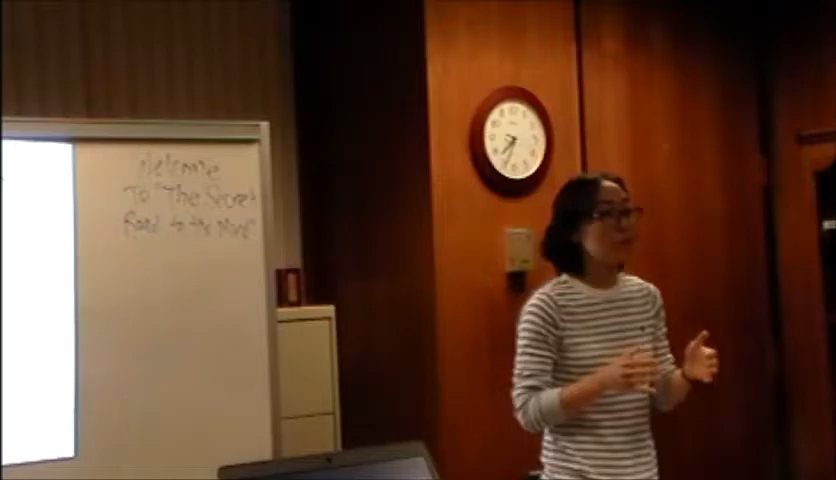 Welcome
To "The Secret
Road to the Mind"